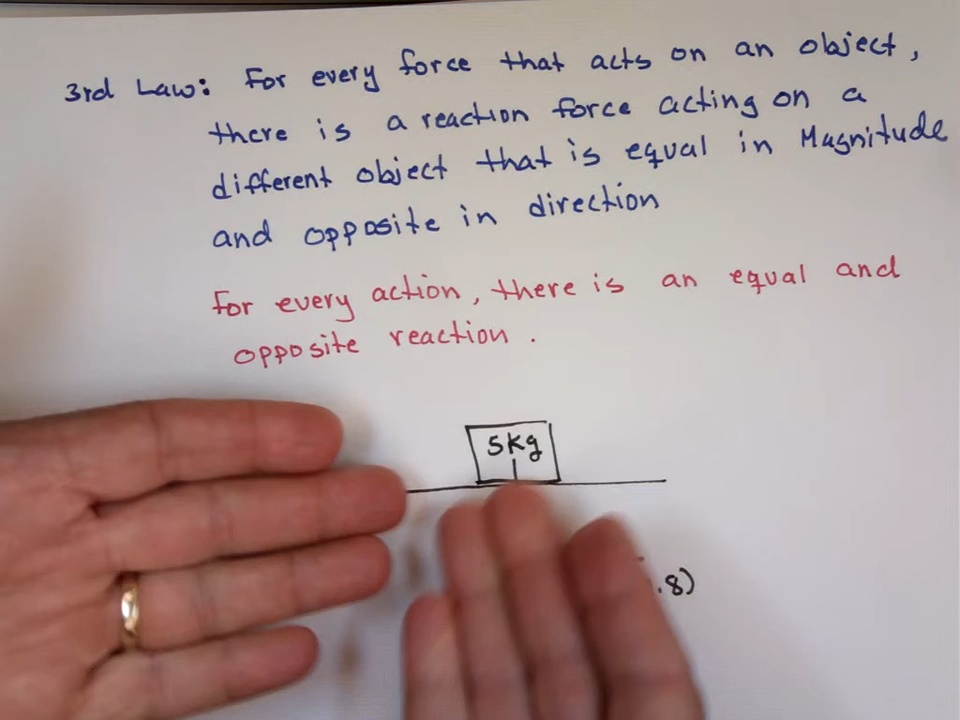 3rd Law: For every force that acts on an object,
there is a reaction force acting on a
different object that is equal in Magnitude
and opposite in direction
For every action, there is an equal and
opposite reaction.
5kg
.8)